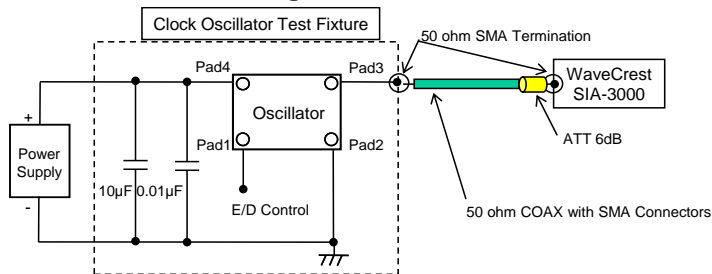 Clock Oscillator Test Fixture
50 ohm SMA Termination
Pad4
Pad3
WaveCrest
SIA-3000
Oscillator
+
Pad1
Pad2
ATT 6dB
Power
Supply
10µF
0.01µF
-
E/D Control
50 ohm COAX with SMA Connectors